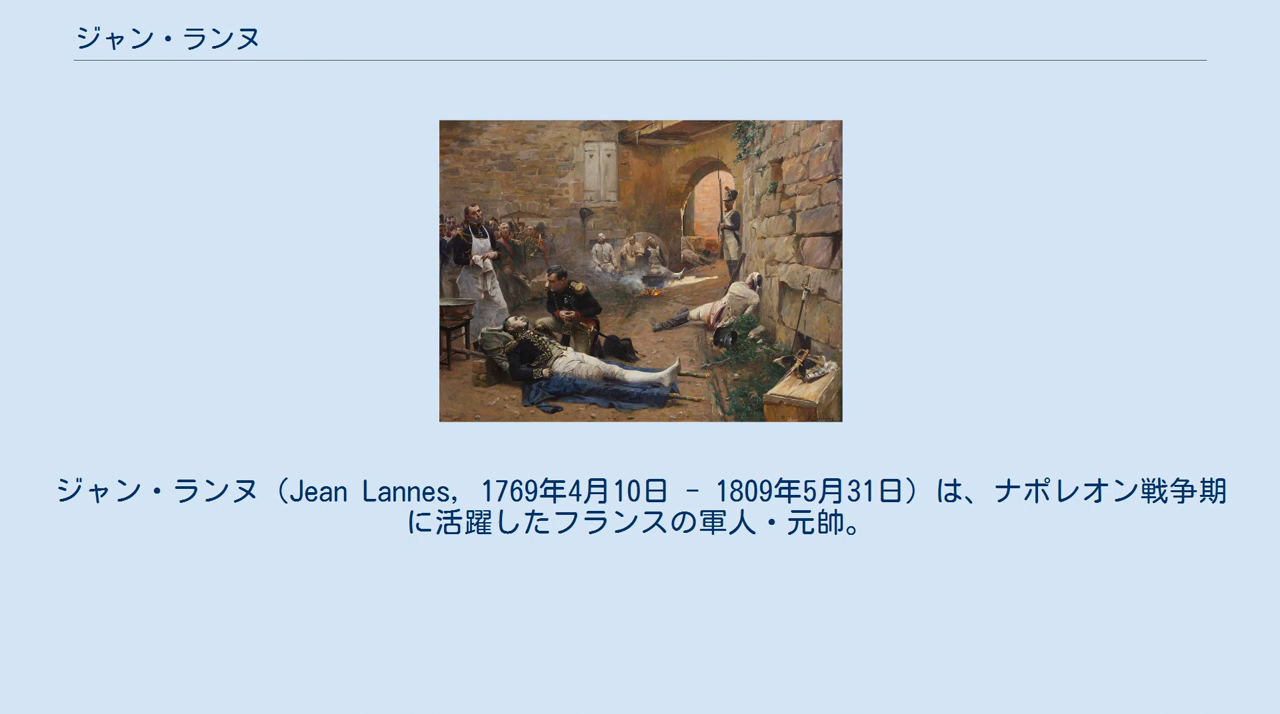 ジャン・ランヌ
ジャン・ランヌ（Jean Lannes, 1769年4月10日 - 1809年5月31日）は、ナポレオン戦争期
に活躍したフランスの軍人・元帥。